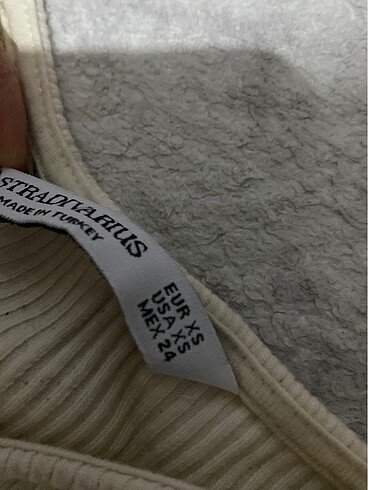 STRADIVARIUS
MADE IN TURKEY
EUR XS
USA XS
MEX 24